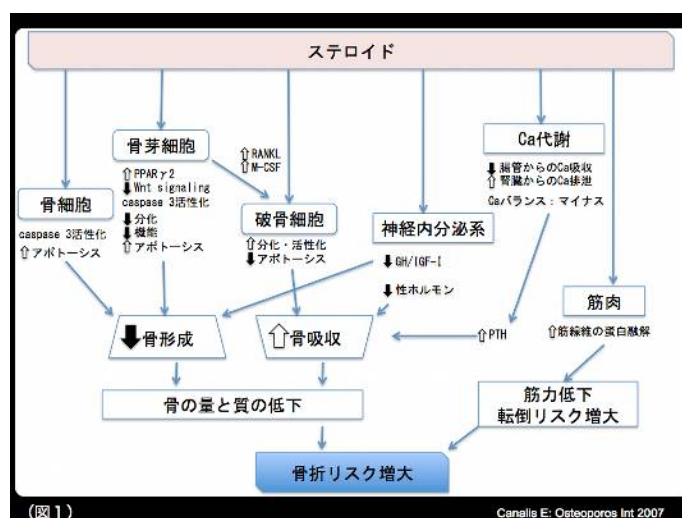 ステロイド
骨芽細胞
⇧PPARγ2
⬇Wnt signaling
caspase 3活性化
⬇分化
⬇機能
⇧アポトーシス
⇧RANKL
⇧M-CSF
Ca代謝
⬇腸管からのCa吸収
⇧腎臓からのCa排泄
Caバランス：マイナス
骨細胞
caspase 3活性化
⇧アポトーシス
破骨細胞
⇧分化・活性化
⬇アポトーシス
神経内分泌系
⬇GH/IGF-I
⬇性ホルモン
筋肉
⇧筋線維の蛋白融解
⬇骨形成
⇧骨吸収
⇧PTH
骨の量と質の低下
筋力低下
転倒リスク増大
骨折リスク増大
（図1）
Canalis E: Osteoporos Int 2007